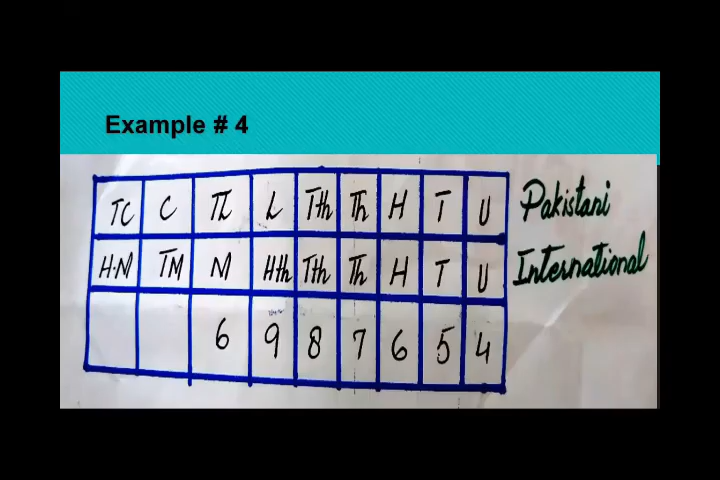 Example # 4
TC C TL L Tth Th H T U Pakistani
H.M TM M Hth Tth Th H T U International
6 9 8 7 6 5 4